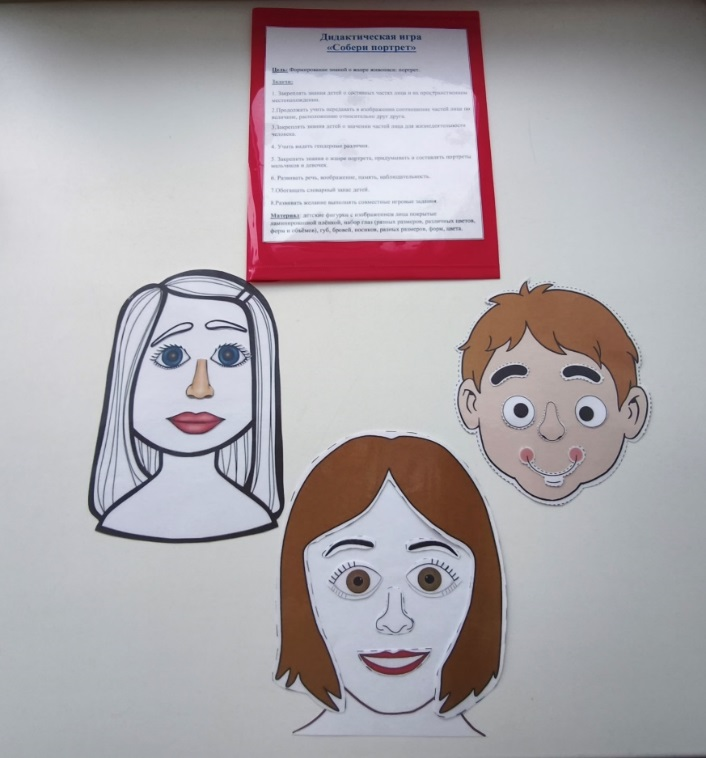 Дидактическая игра
«Собери портрет»
Цель: Формирование знаний о жанре живописи: портрет.
Задачи:
1. Закреплять знания детей о составных частях лица и их пространственном
местонахождении.
2.Продолжать учить передавать в изображении соотношение частей лица по
величине, расположению относительно друг друга.
3.Закреплять знания детей о значении частей лица для жизнедеятельности
человека.
4. Учить видеть гендерные различия.
5. Закрепить знания о жанре портрета, придумывать и составлять портреты
мальчиков и девочек.
6. Развивать речь, воображение, память, наблюдательность.
7.Обогащать словарный запас детей.
8.Развивать желание выполнять совместные игровые задания
Материал: детские фигурки с изображением лица покрытые
ламинированной плёнкой, набор глаз (разных размеров, различных цветов,
форм и объёмов), губ, бровей, носиков, разных размеров, форм, цвета.